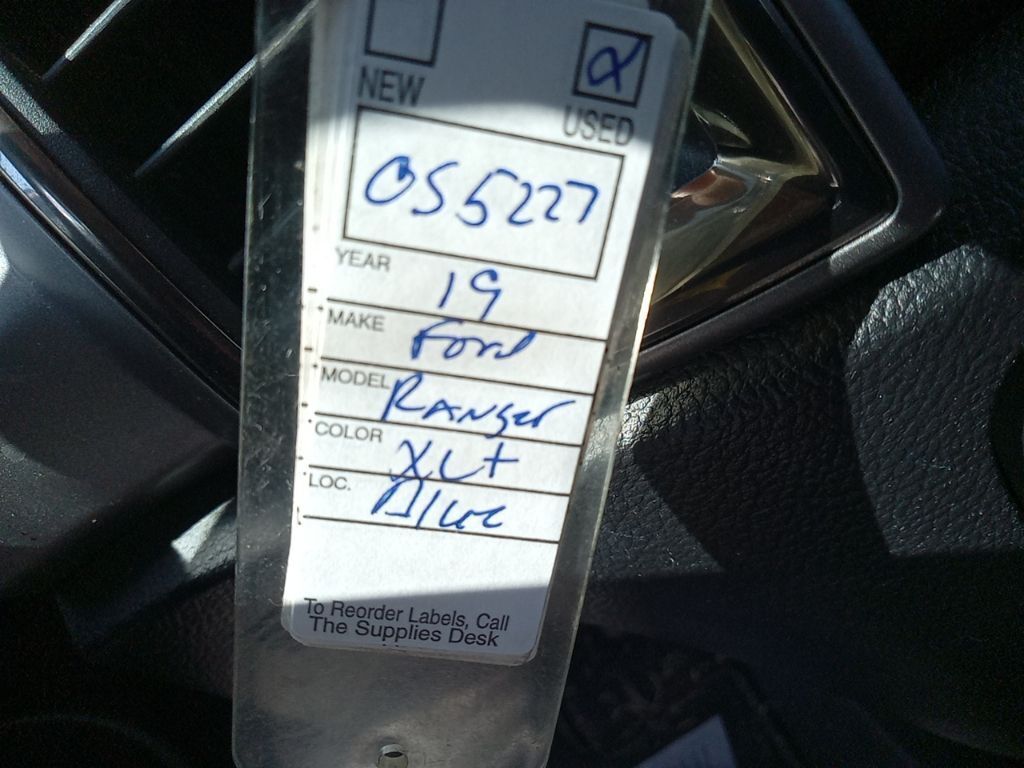 NEW USED
OS5227
YEAR 19
MAKE Ford
MODEL Ranger
COLOR XLt
LOC. Blue
To Reorder Labels, Call
The Supplies Desk